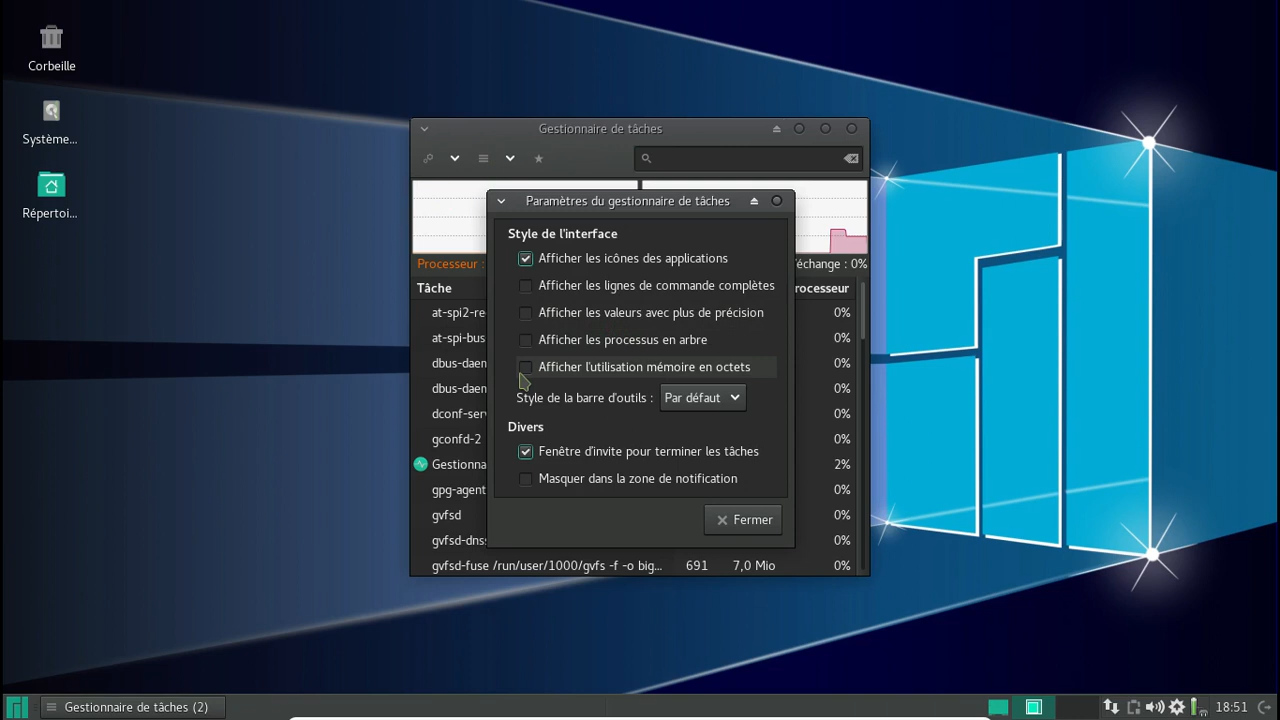 Corbeille
Système...
Répertoi...
Gestionnaire de tâches
Processeur :
échange : 0%
Tâche
rocesseur
at-spi2-re
0%
at-spi-bus
0%
dbus-daem
0%
dbus-daem
0%
dconf-serv
0%
gconfd-2
0%
Gestionna
2%
gpg-agent
0%
gvfsd
0%
gvfsd-dnss
0%
gvfsd-fuse /run/user/1000/gvfs -f -o big... 691 7,0 Mio 0%
Paramètres du gestionnaire de tâches
Style de l'interface
Afficher les icônes des applications
Afficher les lignes de commande complètes
Afficher les valeurs avec plus de précision
Afficher les processus en arbre
Afficher l'utilisation mémoire en octets
Style de la barre d'outils : Par défaut
Divers
Fenêtre d'invite pour terminer les tâches
Masquer dans la zone de notification
Fermer
Gestionnaire de tâches (2)
18:51